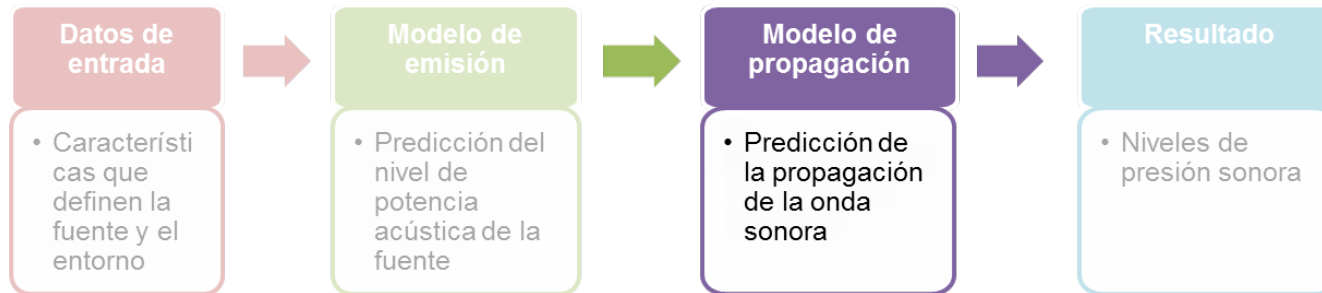 Datos de
entrada
• Característi
cas que
definen la
fuente y el
entorno
Modelo de
emisión
• Predicción del
nivel de
potencia
acústica de la
fuente
Modelo de
propagación
• Predicción de
la propagación
de la onda
sonora
Resultado
• Niveles de
presión sonora